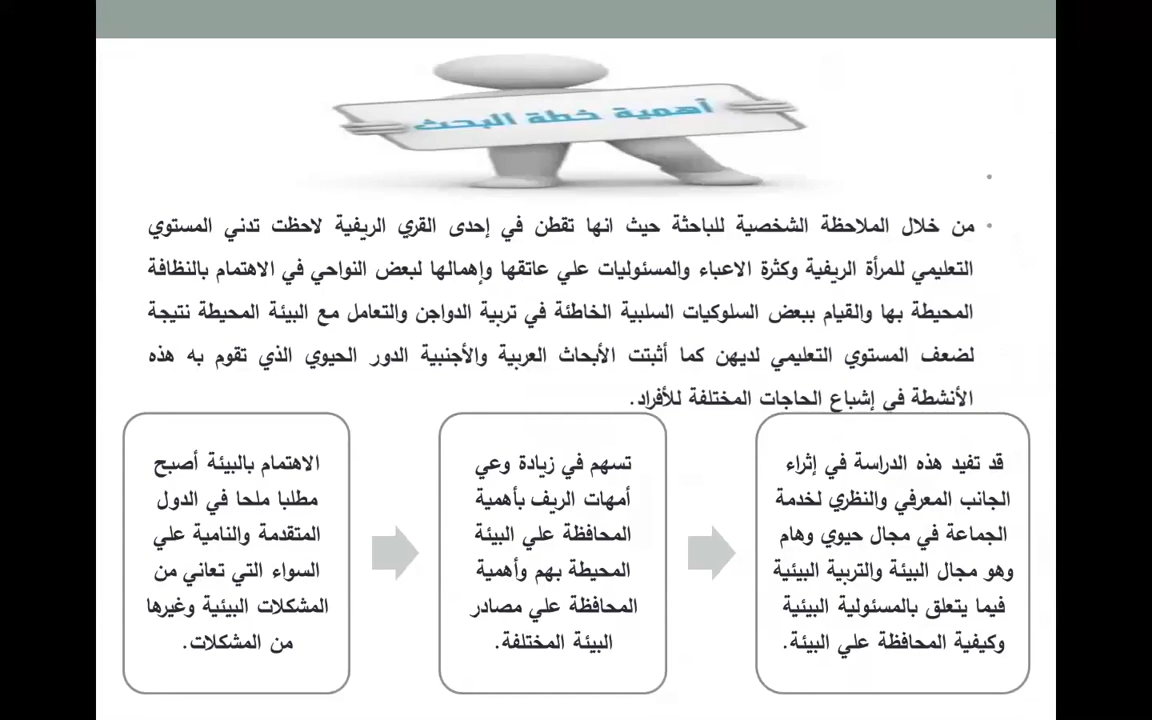 أهمية خطة البحث
من خلال الملاحظة الشخصية للباحثة حيث انها تقطن في إحدى القري الريفية لاحظت تدني المستوي
التعليمي للمرأة الريفية وكثرة الاعباء والمسئوليات علي عاتقها وإهمالها لبعض النواحي في الاهتمام بالنظافة
المحيطة بها والقيام ببعض السلوكيات السلبية الخاطئة في تربية الدواجن والتعامل مع البيئة المحيطة نتيجة
لضعف المستوي التعليمي لديهن كما أثبتت الأبحاث العربية والأجنبية الدور الحيوي الذي تقوم به هذه
الأنشطة في إشباع الحاجات المختلفة للأفراد.
قد تفيد هذه الدراسة في إثراء
الجانب المعرفي والنظري لخدمة
الجماعة في مجال حيوي وهام
وهو مجال البيئة والتربية البيئية
فيما يتعلق بالمسئولية البيئية
وكيفية المحافظة علي البيئة.
تسهم في زيادة وعي
أمهات الريف بأهمية
المحافظة علي البيئة
المحيطة بهم وأهمية
المحافظة علي مصادر
البيئة المختلفة.
الاهتمام بالبيئة أصبح
مطلبا ملحا في الدول
المتقدمة والنامية علي
السواء التي تعاني من
المشكلات البيئية وغيرها
من المشكلات.